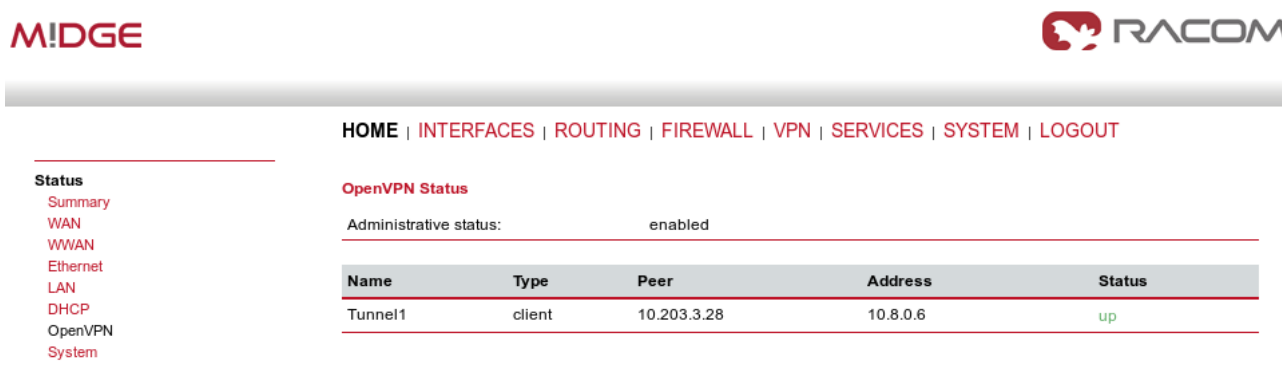 M!DGE
RACOM
HOME | INTERFACES | ROUTING | FIREWALL | VPN | SERVICES | SYSTEM | LOGOUT
Status
Summary
WAN
WWAN
Ethernet
LAN
DHCP
OpenVPN
System
OpenVPN Status
Administrative status: enabled
Name Type Peer Address Status
Tunnel1 client 10.203.3.28 10.8.0.6 up